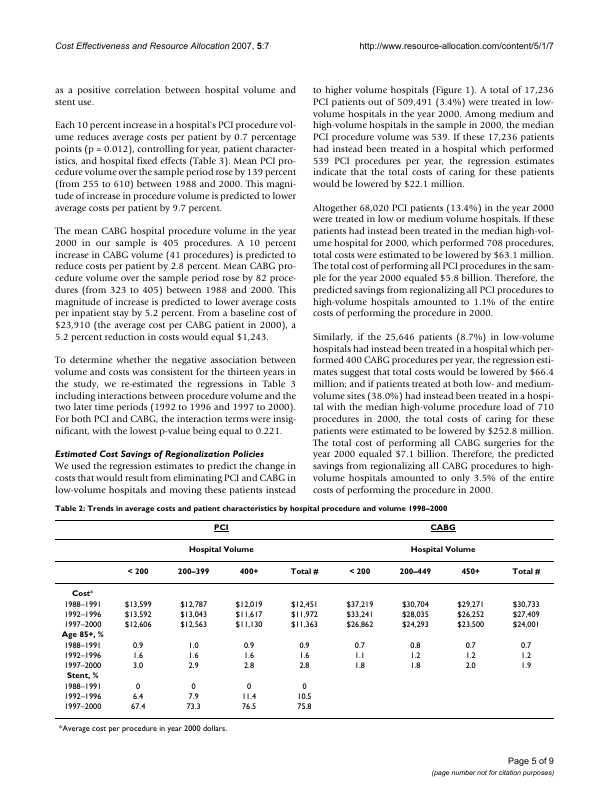 Cost Effectiveness and Resource Allocation 2007, 5:7
http://www.resource-allocation.com/content/5/1/7
as a positive correlation between hospital volume and
stent use.
Each 10 percent increase in a hospital's PCI procedure vol-
ume reduces average costs per patient by 0.7 percentage
points (p = 0.012), controlling for year, patient character-
istics, and hospital fixed effects (Table 3). Mean PCI pro-
cedure volume over the sample period rose by 139 percent
(from 255 to 610) between 1988 and 2000. This magni-
tude of increase in procedure volume is predicted to lower
average costs per patient by 9.7 percent.
The mean CABG hospital procedure volume in the year
2000 in our sample is 405 procedures. A 10 percent
increase in CABG volume (41 procedures) is predicted to
reduce costs per patient by 2.8 percent. Mean CABG pro-
cedure volume over the sample period rose by 82 proce-
dures (from 323 to 405) between 1988 and 2000. This
magnitude of increase is predicted to lower average costs
per inpatient stay by 5.2 percent. From a baseline cost of
$23,910 (the average cost per CABG patient in 2000), a
5.2 percent reduction in costs would equal $1,243.
To determine whether the negative association between
volume and costs was consistent for the thirteen years in
the study, we re-estimated the regressions in Table 3
including interactions between procedure volume and the
two later time periods (1992 to 1996 and 1997 to 2000).
For both PCI and CABG, the interaction terms were insig-
nificant, with the lowest p-value being equal to 0.221.
Estimated Cost Savings of Regionalization Policies
We used the regression estimates to predict the change in
costs that would result from eliminating PCI and CABG in
low-volume hospitals and moving these patients instead
to higher volume hospitals (Figure 1). A total of 17,236
PCI patients out of 509,491 (3.4%) were treated in low-
volume hospitals in the year 2000. Among medium and
high-volume hospitals in the sample in 2000, the median
PCI procedure volume was 539. If these 17,236 patients
had instead been treated in a hospital which performed
539 PCI procedures per year, the regression estimates
indicate that the total costs of caring for these patients
would be lowered by $22.1 million.
Altogether 68,020 PCI patients (13.4%) in the year 2000
were treated in low or medium volume hospitals. If these
patients had instead been treated in the median high-vol-
ume hospital for 2000, which performed 708 procedures,
total costs were estimated to be lowered by $63.1 million.
The total cost of performing all PCI procedures in the sam-
ple for the year 2000 equaled $5.8 billion. Therefore, the
predicted savings from regionalizing all PCI procedures to
high-volume hospitals amounted to 1.1% of the entire
costs of performing the procedure in 2000.
Similarly, if the 25,646 patients (8.7%) in low-volume
hospitals had instead been treated in a hospital which per-
formed 400 CABG procedures per year, the regression esti-
mates suggest that total costs would be lowered by $66.4
million; and if patients treated at both low- and medium-
volume sites (38.0%) had instead been treated in a hospi-
tal with the median high-volume procedure load of 710
procedures in 2000, the total costs of caring for these
patients were estimated to be lowered by $252.8 million.
The total cost of performing all CABG surgeries for the
year 2000 equaled $7.1 billion. Therefore, the predicted
savings from regionalizing all CABG procedures to high-
volume hospitals amounted to only 3.5% of the entire
costs of performing the procedure in 2000.
Table 2: Trends in average costs and patient characteristics by hospital procedure and volume 1998–2000
PCI CABG
Hospital Volume Hospital Volume
< 200 200–399 400+ Total # < 200 200–449 450+ Total #
Cost*
1988–1991 $13,599 $12,787 $12,019 $12,451 $37,219 $30,704 $29,271 $30,733
1992–1996 $13,592 $13,043 $11,617 $11,972 $33,241 $28,035 $26,252 $27,409
1997–2000 $12,606 $12,563 $11,130 $11,363 $26,862 $24,293 $23,500 $24,001
Age 85+, %
1988–1991 0.9 1.0 0.9 0.9 0.7 0.8 0.7 0.7
1992–1996 1.6 1.6 1.6 1.6 1.1 1.2 1.2 1.2
1997–2000 3.0 2.9 2.8 2.8 1.8 1.8 2.0 1.9
Stent, %
1988–1991 0 0 0 0
1992–1996 6.4 7.9 11.4 10.5
1997–2000 67.4 73.3 76.5 75.8
*Average cost per procedure in year 2000 dollars.
Page 5 of 9
(page number not for citation purposes)